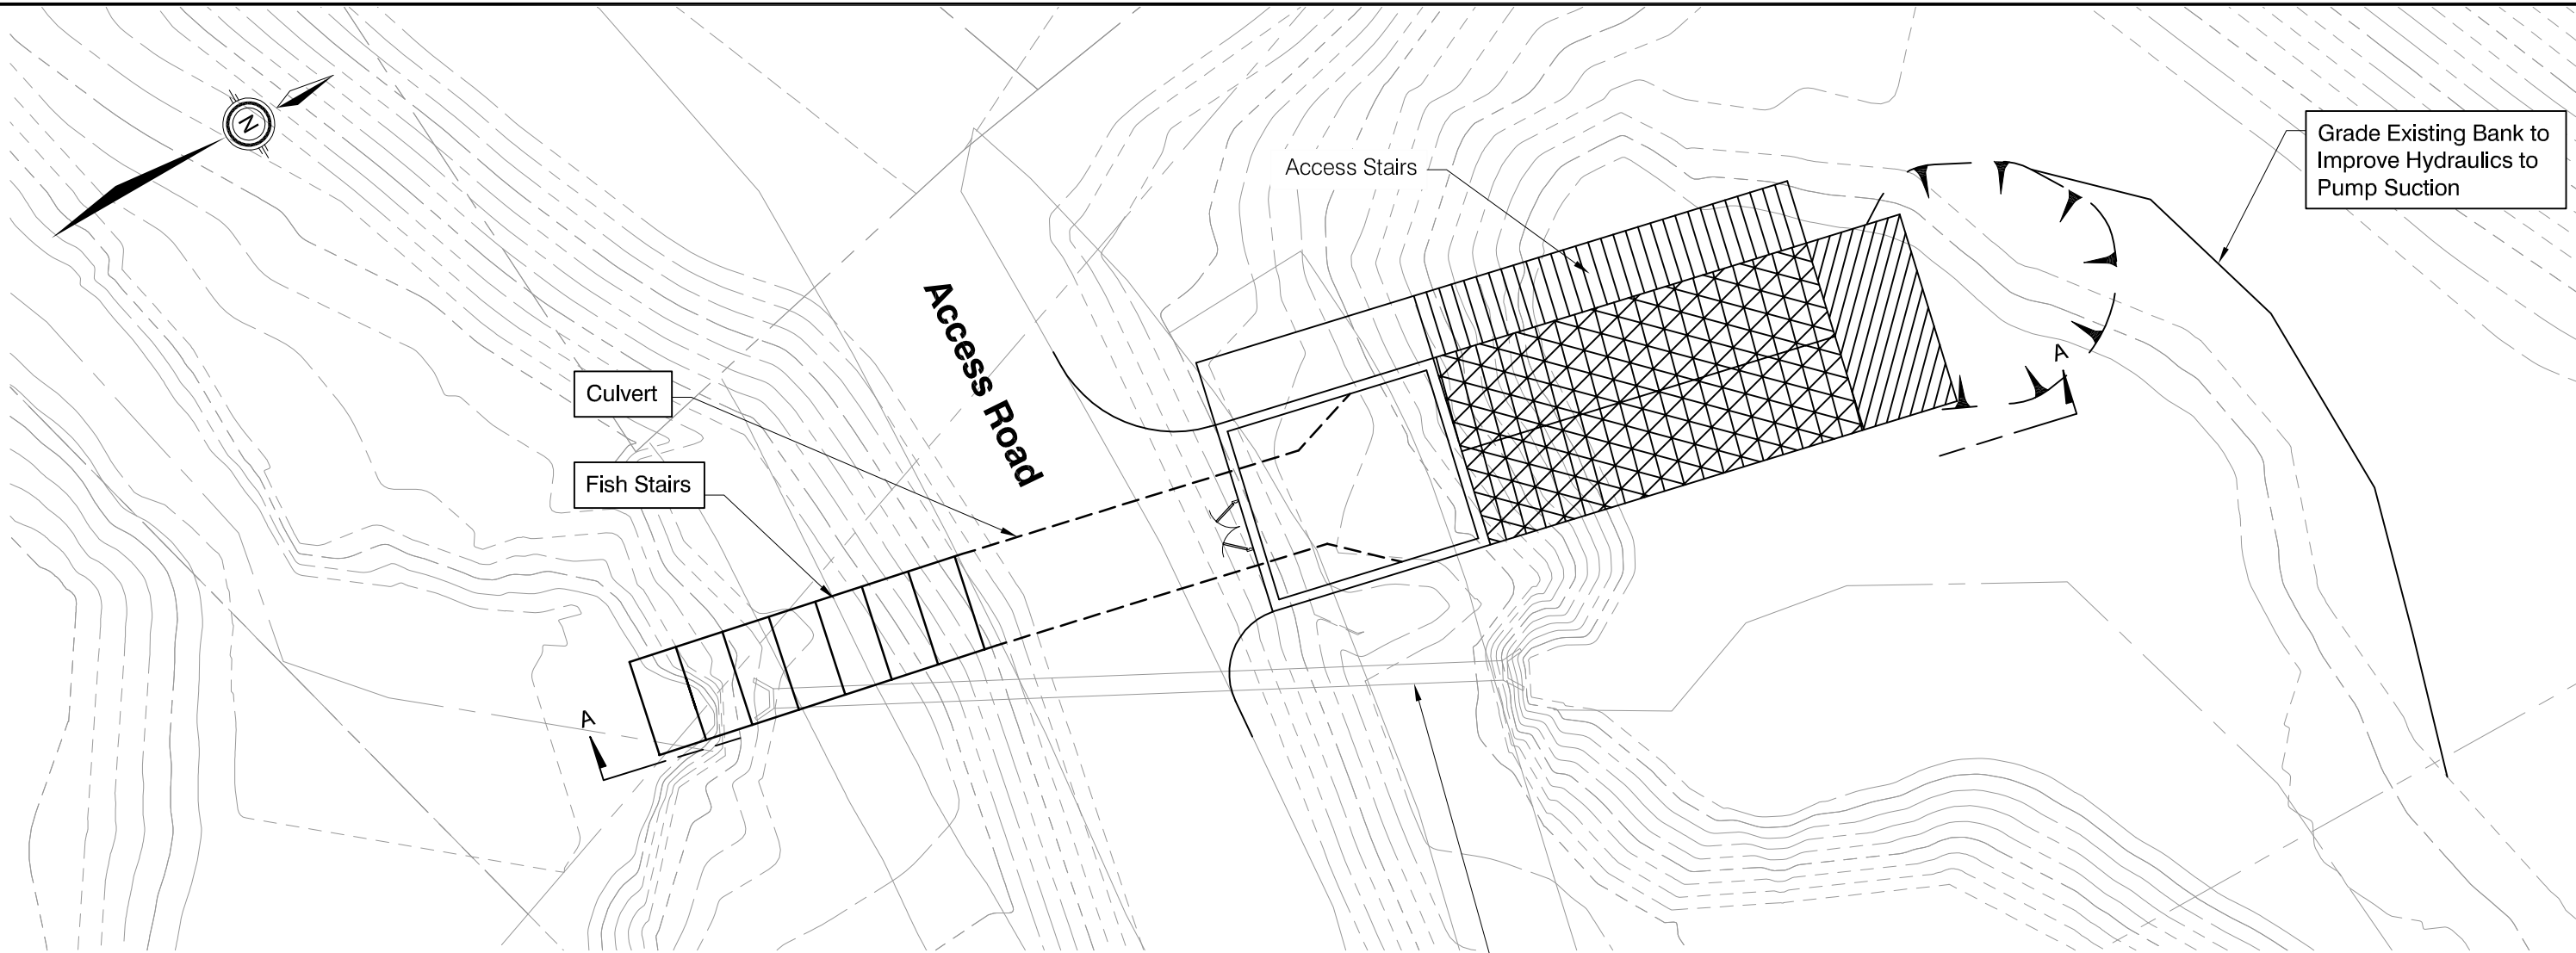 N
Grade Existing Bank to
Improve Hydraulics to
Pump Suction
Access Stairs
Access Road
A
Culvert
Fish Stairs
A